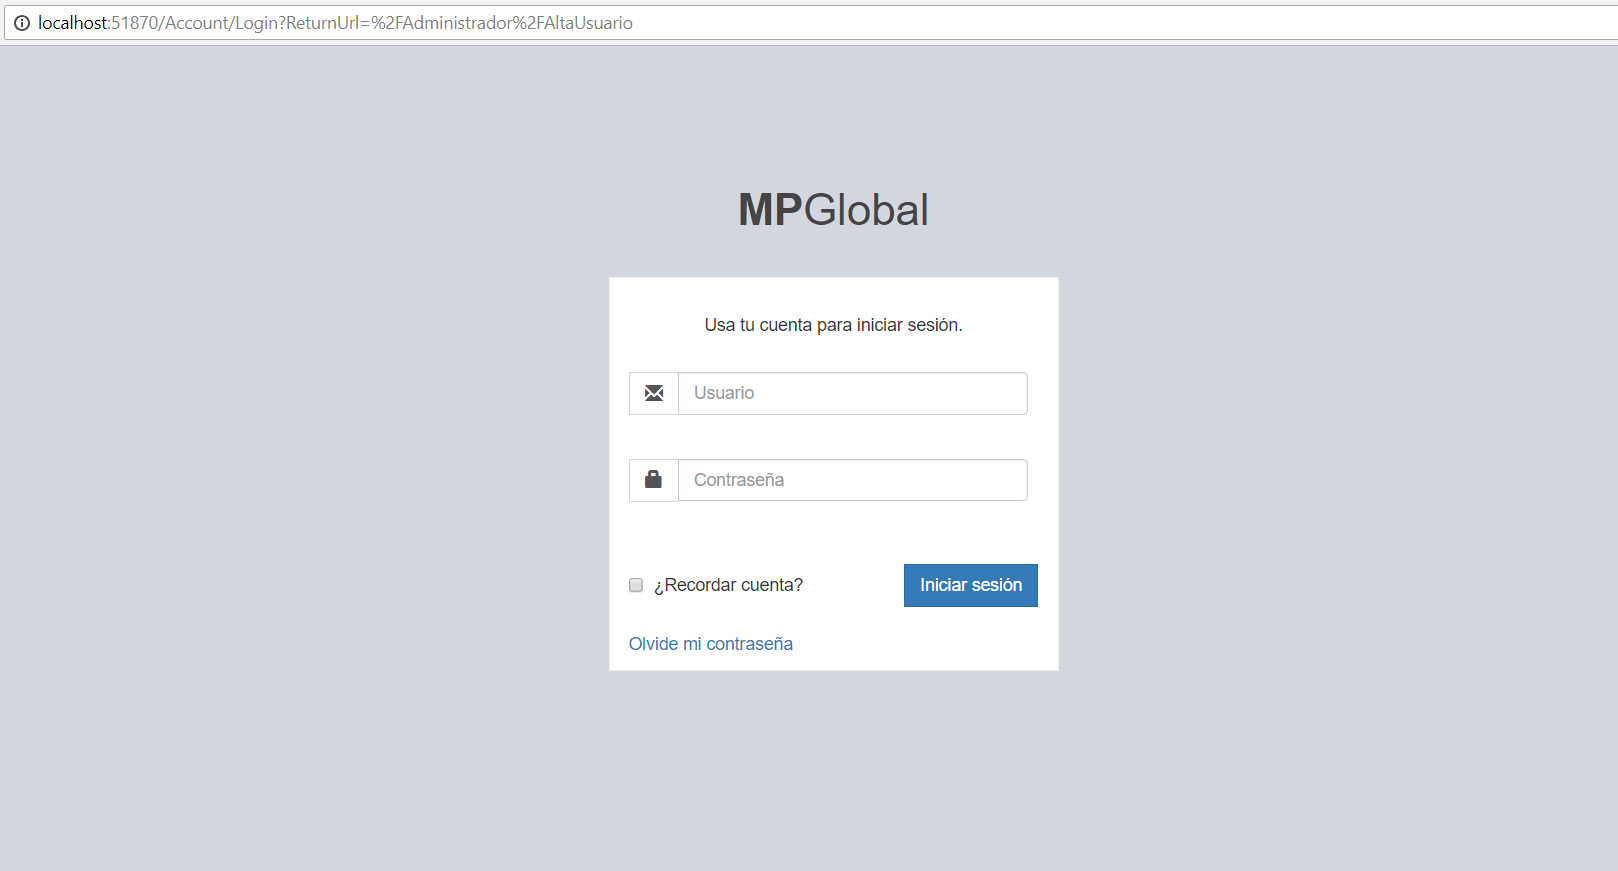 localhost:51870/Account/Login?ReturnUrl=%2FAdministrador%2FAltaUsuario
MPGlobal
Usa tu cuenta para iniciar sesión.
Usuario
Contraseña
¿Recordar cuenta?
Iniciar sesión
Olvide mi contraseña